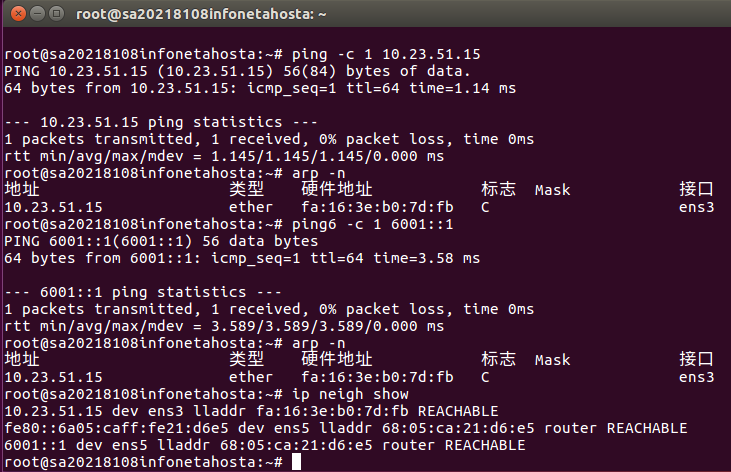 root@sa20218108infonetahosta: ~
root@sa20218108infonetahosta:~# ping -c 1 10.23.51.15
PING 10.23.51.15 (10.23.51.15) 56(84) bytes of data.
64 bytes from 10.23.51.15: icmp_seq=1 ttl=64 time=1.14 ms
--- 10.23.51.15 ping statistics ---
1 packets transmitted, 1 received, 0% packet loss, time 0ms
rtt min/avg/max/mdev = 1.145/1.145/1.145/0.000 ms
root@sa20218108infonetahosta:~# arp -n
地址 类型 硬件地址 标志 Mask 接口
10.23.51.15 ether fa:16:3e:b0:7d:fb C ens3
root@sa20218108infonetahosta:~# ping6 -c 1 6001::1
PING 6001::1(6001::1) 56 data bytes
64 bytes from 6001::1: icmp_seq=1 ttl=64 time=3.58 ms
--- 6001::1 ping statistics ---
1 packets transmitted, 1 received, 0% packet loss, time 0ms
rtt min/avg/max/mdev = 3.589/3.589/3.589/0.000 ms
root@sa20218108infonetahosta:~# arp -n
地址 类型 硬件地址 标志 Mask 接口
10.23.51.15 ether fa:16:3e:b0:7d:fb C ens3
root@sa20218108infonetahosta:~# ip neigh show
10.23.51.15 dev ens3 lladdr fa:16:3e:b0:7d:fb REACHABLE
fe80::6a05:caff:fe21:d6e5 dev ens5 lladdr 68:05:ca:21:d6:e5 router REACHABLE
6001::1 dev ens5 lladdr 68:05:ca:21:d6:e5 router REACHABLE
root@sa20218108infonetahosta:~#